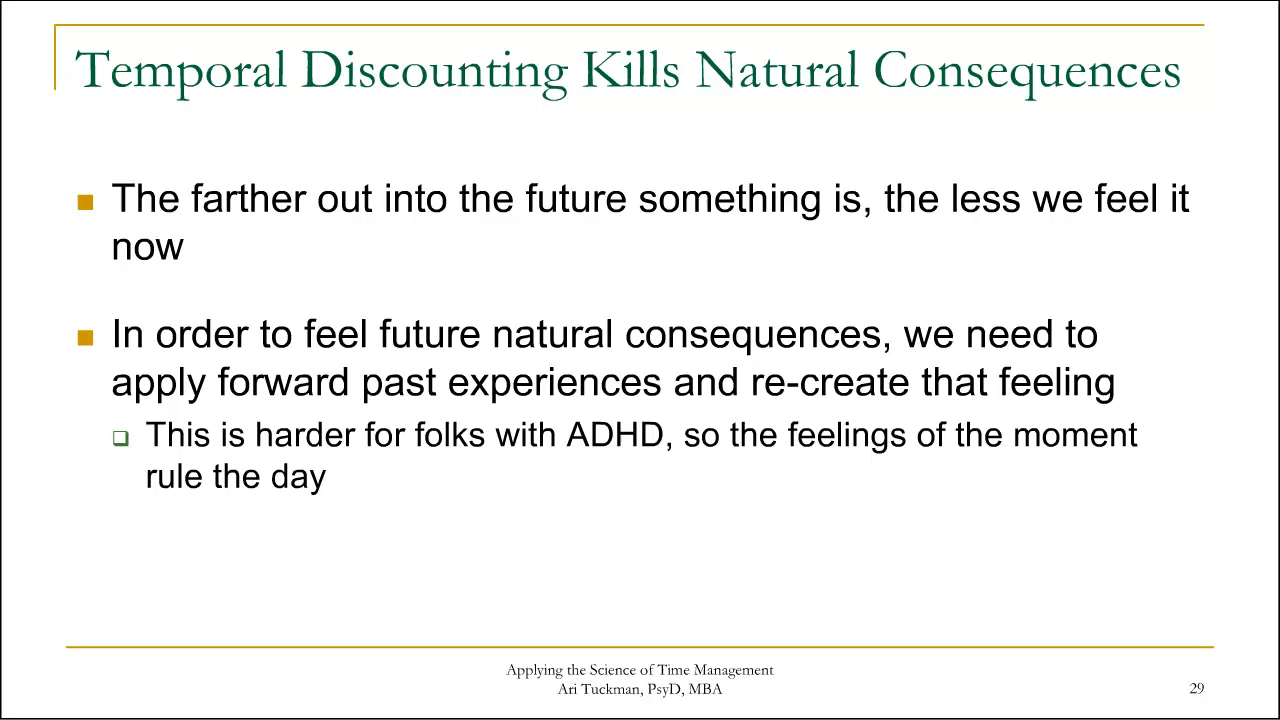 Temporal Discounting Kills Natural Consequences
The farther out into the future something is, the less we feel it
now
In order to feel future natural consequences, we need to
apply forward past experiences and re-create that feeling
This is harder for folks with ADHD, so the feelings of the moment
rule the day
Applying the Science of Time Management
Ari Tuckman, PsyD, MBA
29